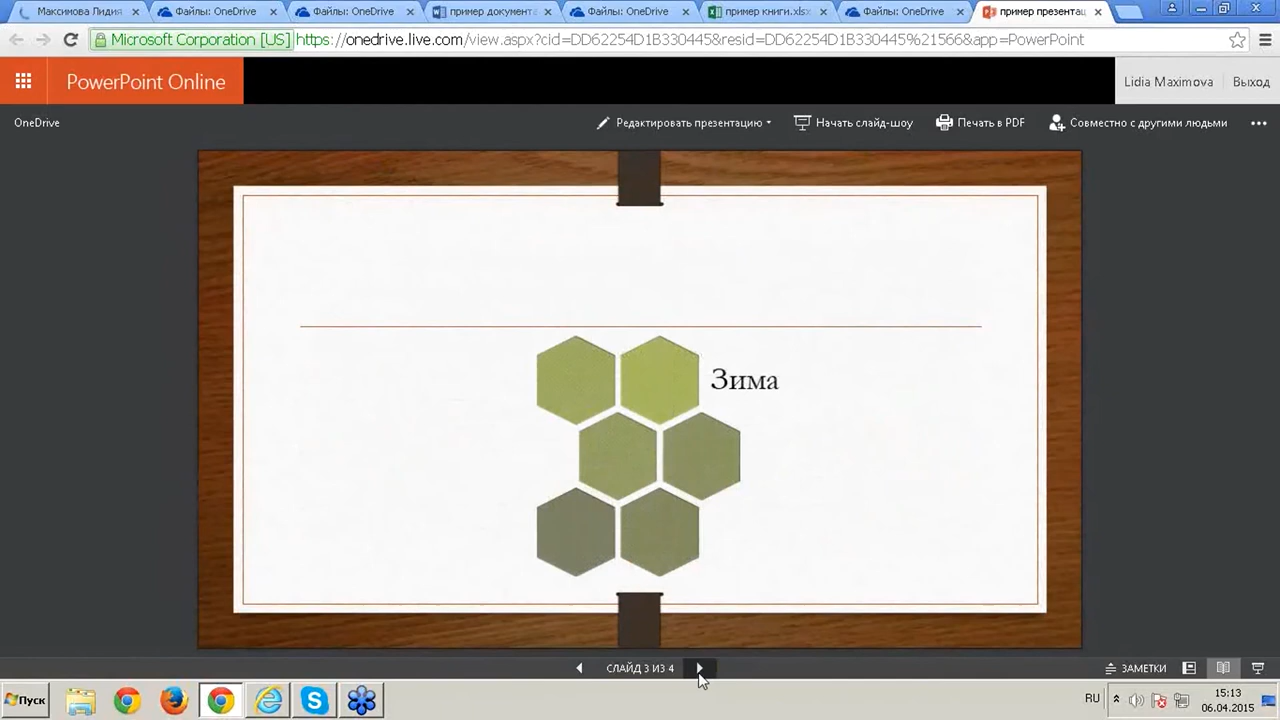 Максимова Лидия
Файлы: OneDrive
Файлы: OneDrive
пример документа
Файлы: OneDrive
пример книги.xlsx
Файлы: OneDrive
пример презентац
Microsoft Corporation [US]
https://onedrive.live.com/view.aspx?cid=DD62254D1B330445&resid=DD62254D1B330445%21566&app=PowerPoint
PowerPoint Online
Lidia Maximova
Выход
OneDrive
Редактировать презентацию
Начать слайд-шоу
Печать в PDF
Совместно с другими людьми
Зима
СЛАЙД 3 ИЗ 4
ЗАМЕТКИ
Пуск
RU
15:13
06.04.2015